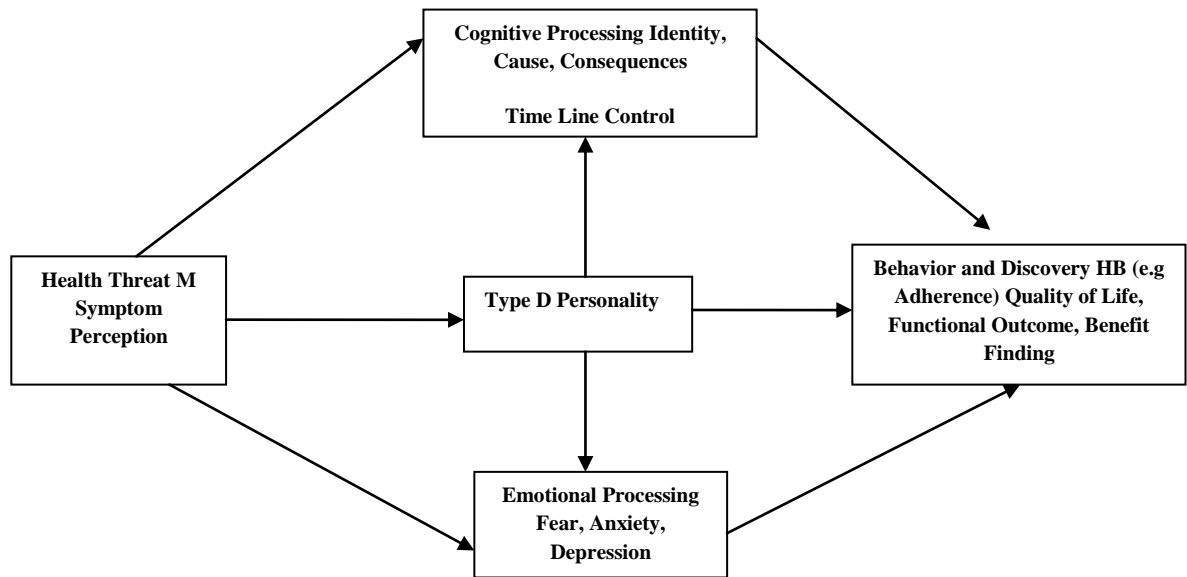 Cognitive Processing Identity,
Cause, Consequences
Time Line Control
Health Threat M
Symptom
Perception
Type D Personality
Behavior and Discovery HB (e.g
Adherence) Quality of Life,
Functional Outcome, Benefit
Finding
Emotional Processing
Fear, Anxiety,
Depression